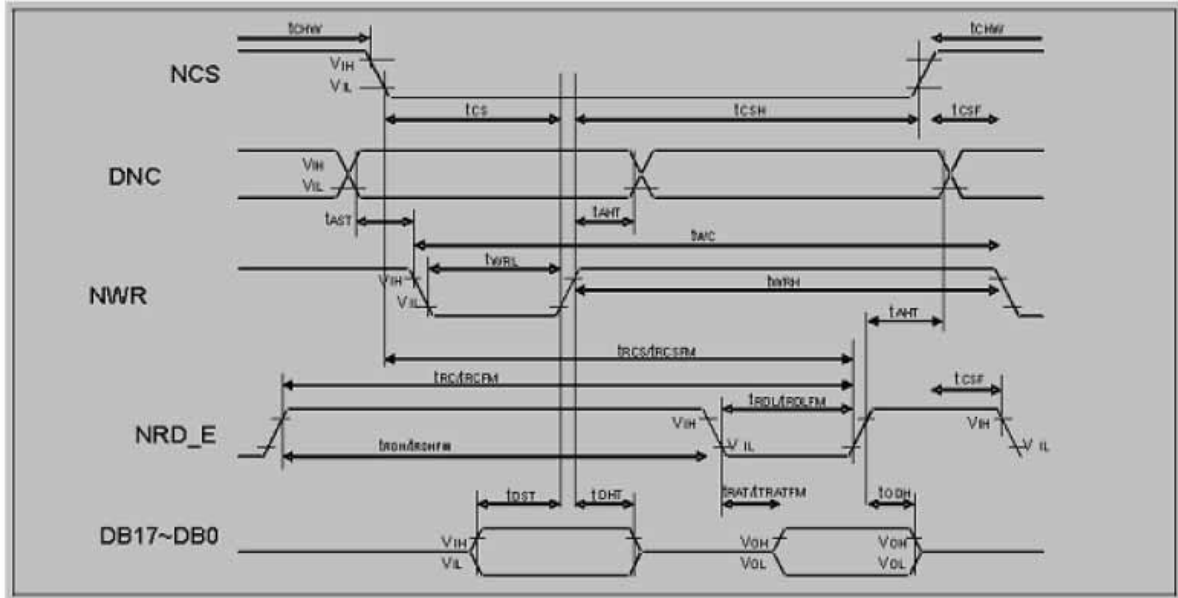 tCHW tCHW
VIH
NCS
VIL
tCS tCSH tCSF
VIH
DNC
VIL
tAST tAHT
tWC
tWRL
VIH
NWR
tWRH
VIL
tAHT
tRCS/tRCSFM
tRC/tRCFM
tCSF
tRDL/tRDLFM
VIH VIH
NRD_E
VIL VIL
tRDH/tRDHFM
tDST tDHT tRAT/tTRATFM tODH
DB17~DB0
VIH VOH VOH
VIL VOL VOL